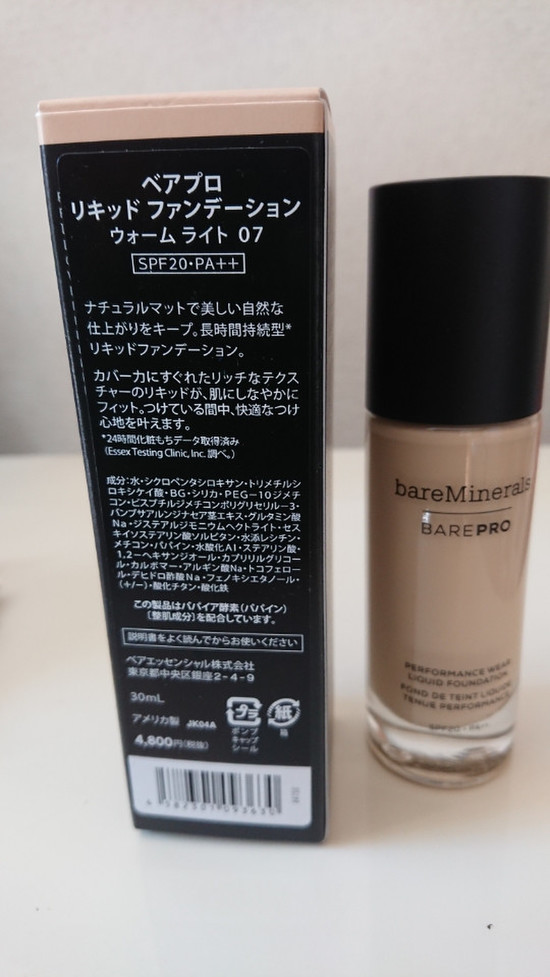 ベアプロ
リキッド ファンデーション
ウォーム ライト 07
SPF20・PA++
ナチュラルマットで美しい自然な
仕上がりをキープ。長時間持続型*
リキッドファンデーション。
カバー力にすぐれたリッチなテクス
チャーのリキッドが、肌にしなやかに
フィット。つけている間中、快適なつけ
心地を叶えます。
*24時間化粧もちデータ取得済み
(Essex Testing Clinic, Inc. 調べ。)
成分:水・シクロペンタシロキサン・トリメチルシ
ロキシケイ酸・BG・シリカ・PEG-10ジメチ
コン・ビスブチルジメチコンポリグリセリル-3・
バンブサアルンジナセア茎エキス・グルタミン酸
Na・ジステアルジモニウムヘクトライト・セス
キイソステアリン酸ソルビタン・水添レシチン・
メチコン・パパイン・水酸化Al・ステアリン酸・
1,2-ヘキサンジオール・カプリリルグリコー
ル・カルボマー・アルギン酸Na・トコフェロー
ル・デヒドロ酢酸Na・フェノキシエタノール・
(+/-)・酸化チタン・酸化鉄
この製品はパパイア酵素(パパイン)
〔整肌成分〕を配合しています。
説明書をよく読んでからお使いください
ベアエッセンシャル株式会社
東京都中央区銀座2-4-9
30mL
アメリカ製 JK04A
4,800円(税抜)
プラ
ポンプ
キャップ
シール
紙
箱
bareMinerals
BAREPRO
PERFORMANCE WEAR
LIQUID FOUNDATION
FOND DE TEINT LIQUIDE
TENUE PERFORMANCE
SPF20・PA++